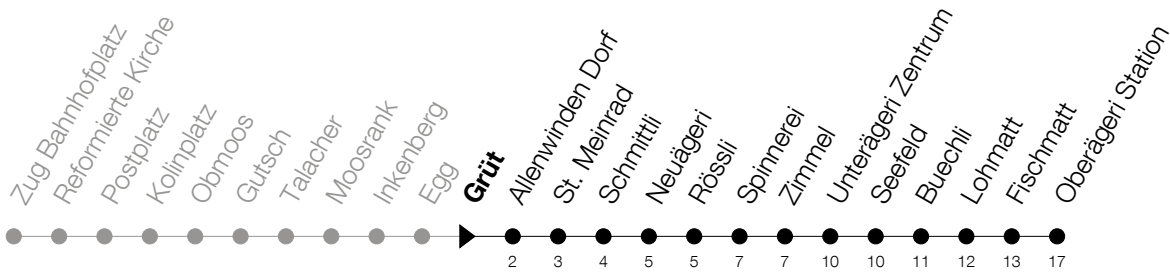 Zug Bahnhofplatz
Reformierte Kirche
Postplatz
Kolinplatz
Obmoos
Gutsch
Talacher
Moosrank
Inkenberg
Egg
Grüt
Allenwinden Dorf
St. Meinrad
Schmittli
Neuägeri
Rössli
Spinnerei
Zimmel
Unterägeri Zentrum
Seefeld
Buechli
Lohmatt
Fischmatt
Oberägeri Station
2 3 4 5 5 7 7 10 10 11 12 13 17